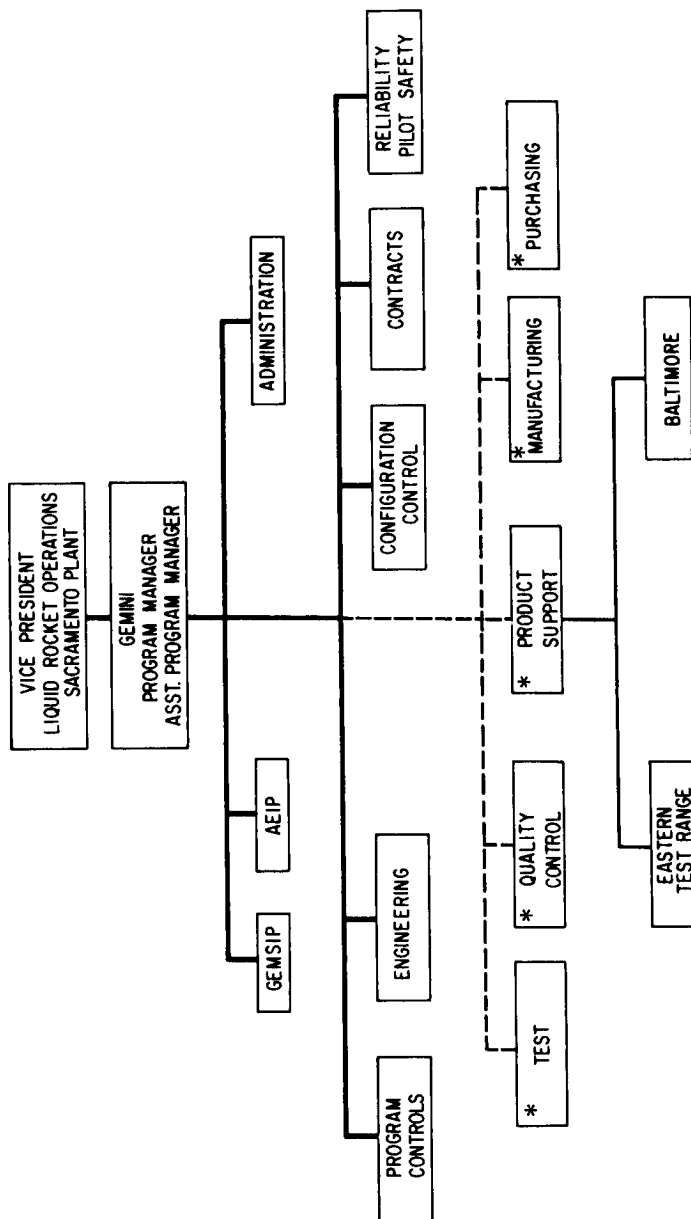 VICE PRESIDENT
LIQUID ROCKET OPERATIONS
SACRAMENTO PLANT
GEMINI
PROGRAM MANAGER
ASST. PROGRAM MANAGER
GEMSIP
AEIP
ADMINISTRATION
PROGRAM
CONTROLS
ENGINEERING
CONFIGURATION
CONTROL
CONTRACTS
RELIABILITY
PILOT SAFETY
* TEST
* QUALITY
CONTROL
* PRODUCT
SUPPORT
* MANUFACTURING
* PURCHASING
EASTERN
TEST RANGE
BALTIMORE